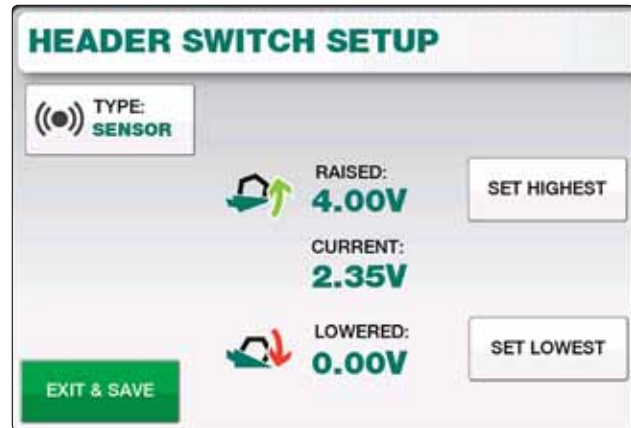 HEADER SWITCH SETUP
TYPE:
SENSOR
RAISED:
4.00V
SET HIGHEST
CURRENT:
2.35V
LOWERED:
0.00V
SET LOWEST
EXIT & SAVE